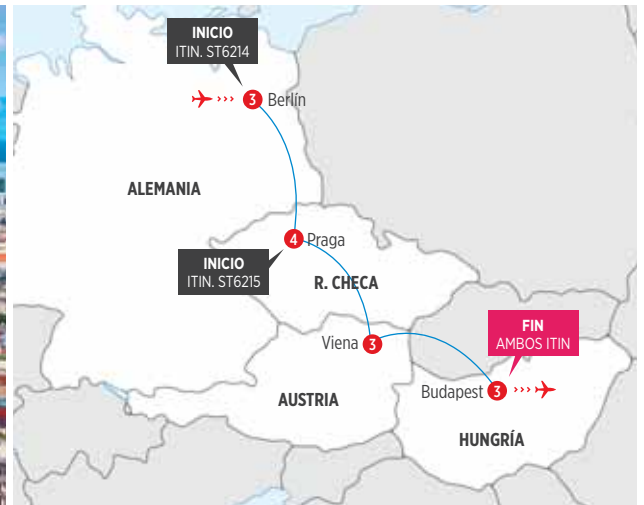 INICIO
ITIN. ST6214
3 Berlín
ALEMANIA
4 Praga
INICIO
ITIN. ST6215
R. CHECA
Viena 3
FIN
AMBOS ITIN
Budapest 3
AUSTRIA
HUNGRÍA